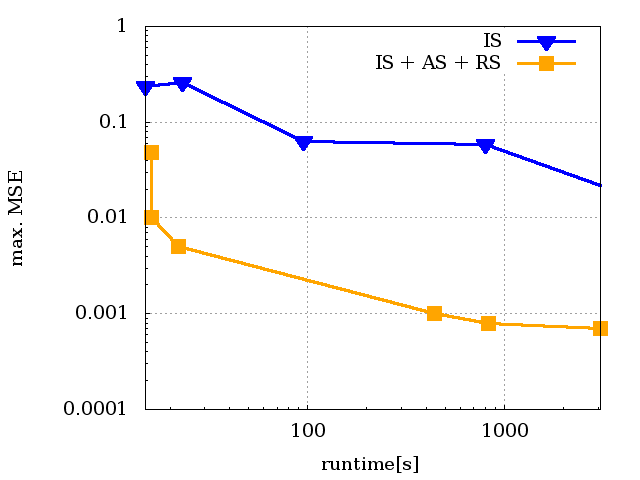 1
0.1
0.01
0.001
0.0001
max. MSE
IS
IS + AS + RS
100
1000
runtime[s]